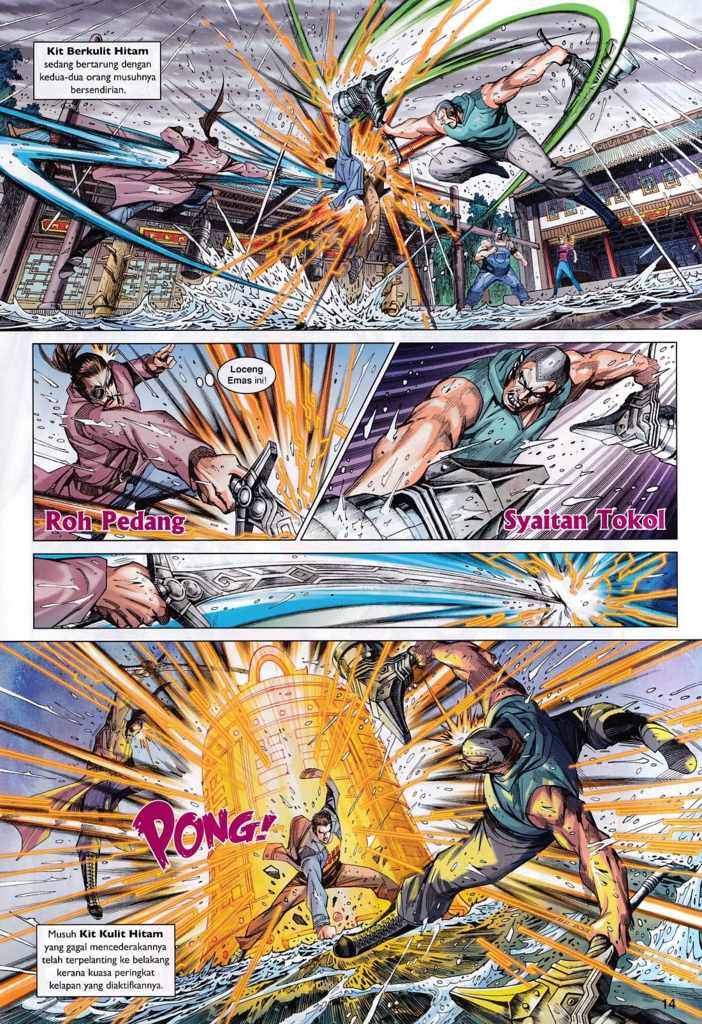 Kit Berkulit Hitam
sedang bertarung dengan
kedua-dua orang musuhnya
bersendirian.
Loceng
Emas ini!
Roh Pedang
Syaitan Tokol
PONG!
Musuh Kit Kulit Hitam
yang gagal mencederakannya
telah terpelanting ke belakang
kerana kuasa peringkat
kelapan yang diaktifkannya.
14